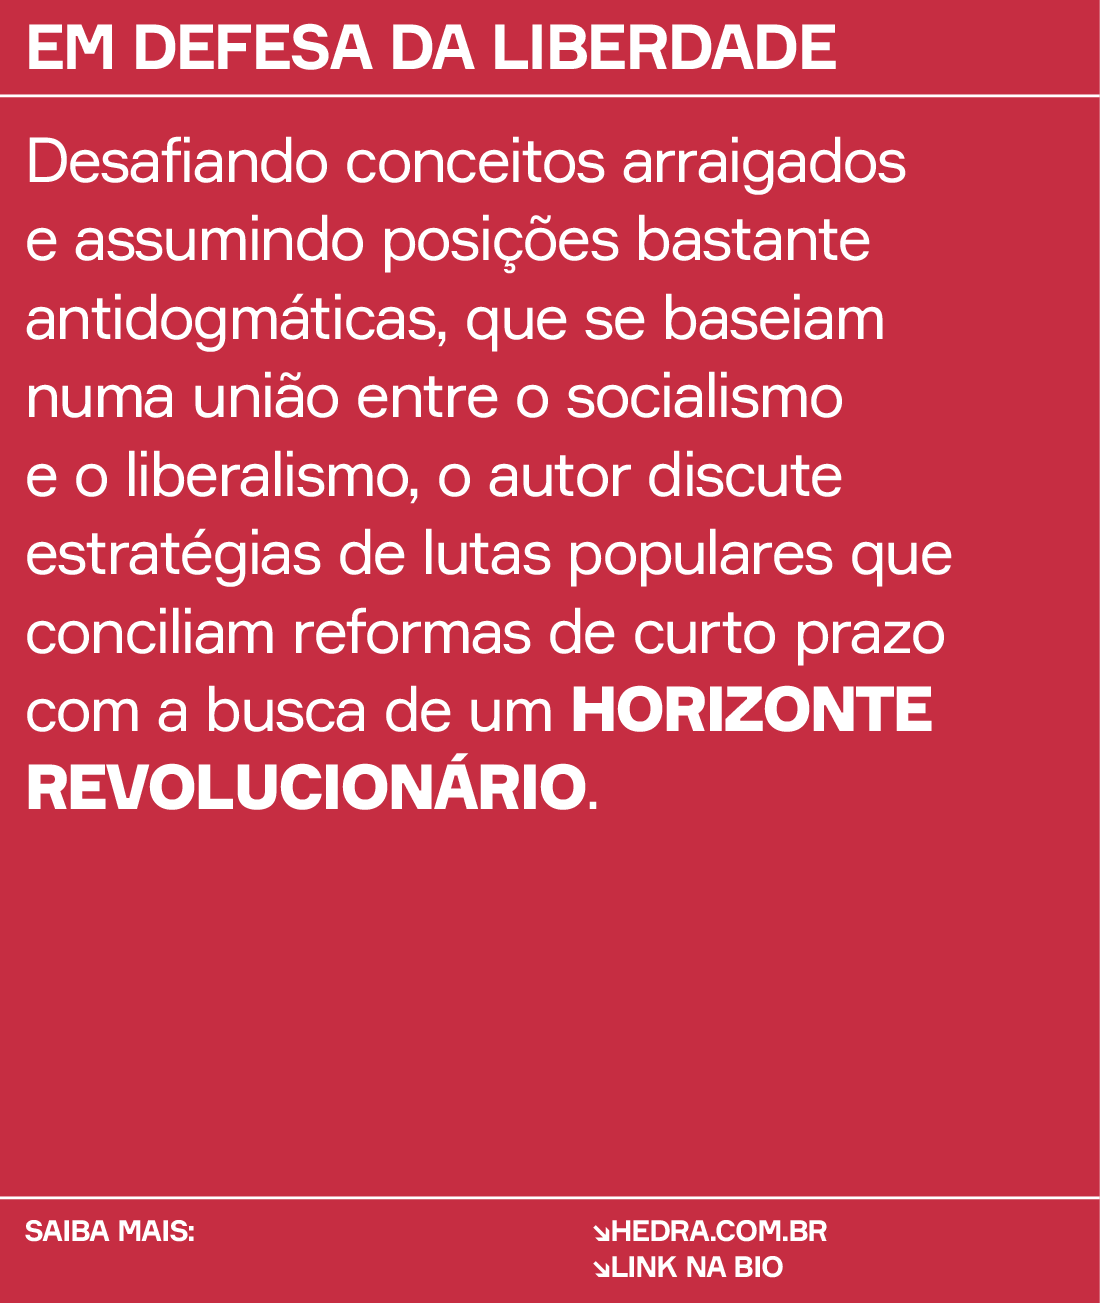 EM DEFESA DA LIBERDADE
Desafiando conceitos arraigados
e assumindo posições bastante
antidogmáticas, que se baseiam
numa união entre o socialismo
e o liberalismo, o autor discute
estratégias de lutas populares que
conciliam reformas de curto prazo
com a busca de um HORIZONTE
REVOLUCIONÁRIO.
SAIBA MAIS:
↘HEDRA.COM.BR
↘LINK NA BIO